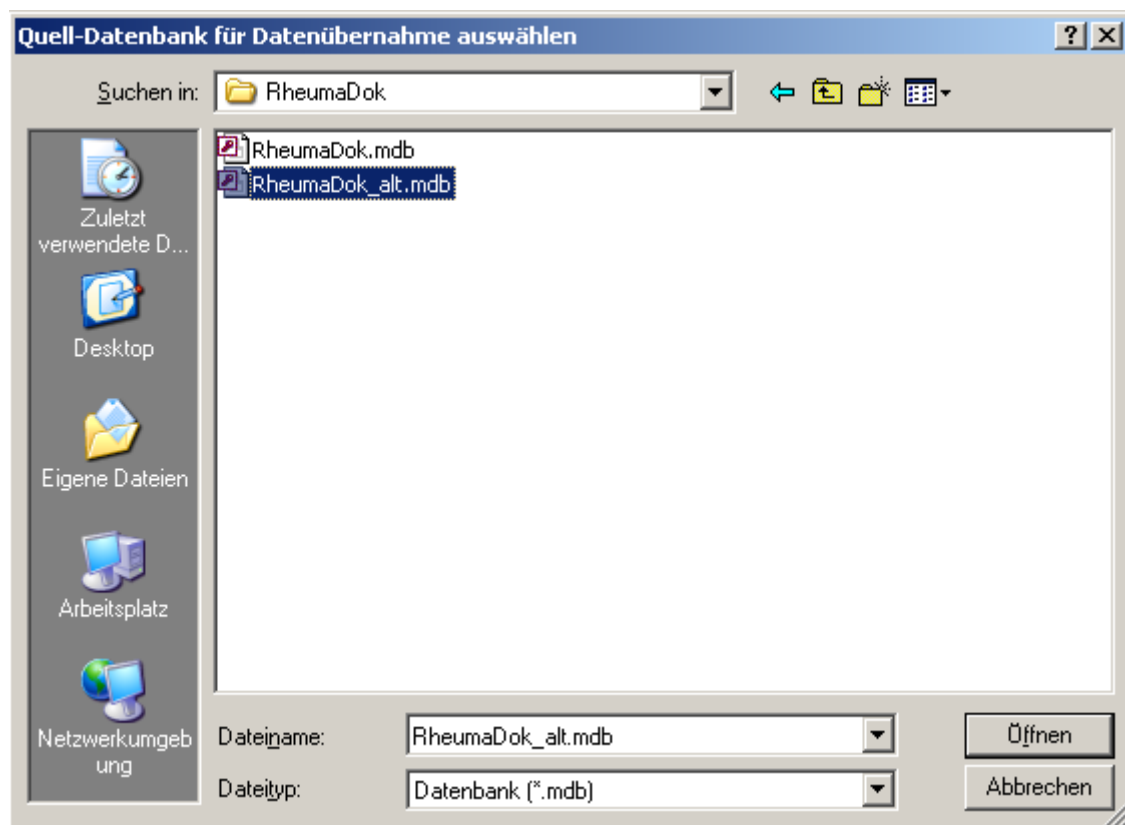 Quell-Datenbank für Datenübernahme auswählen
Suchen in:
RheumaDok
RheumaDok.mdb
RheumaDok_alt.mdb
Zuletzt
verwendete D...
Desktop
Eigene Dateien
Arbeitsplatz
Netzwerkumgeb
ung
Dateiname:
RheumaDok_alt.mdb
Öffnen
Dateityp:
Datenbank (*.mdb)
Abbrechen